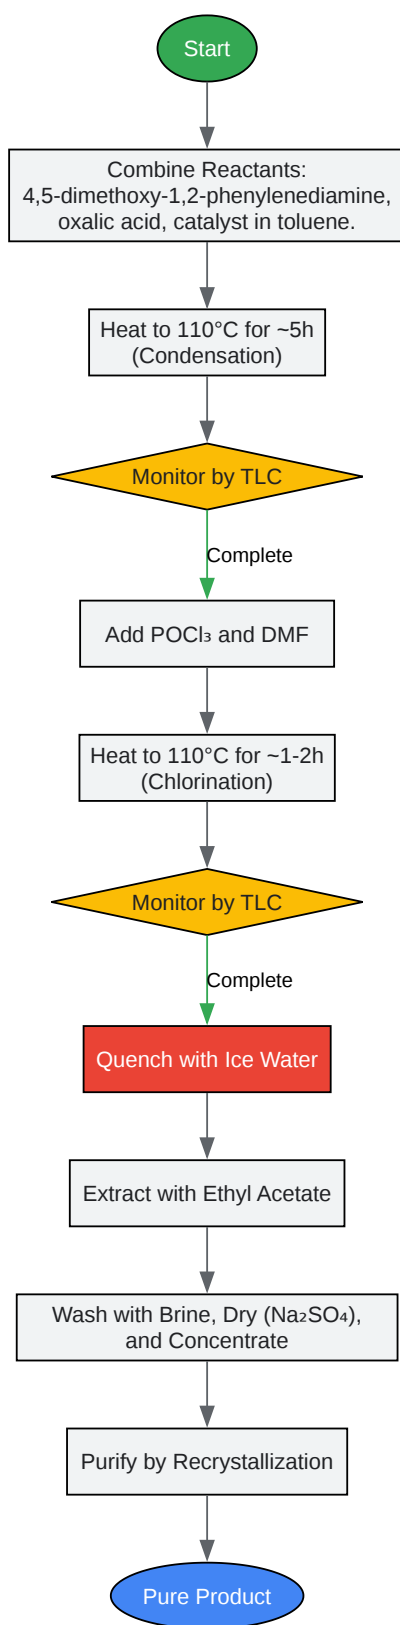 Start
Combine Reactants:
4,5-dimethoxy-1,2-phenylenediamine,
oxalic acid, catalyst in toluene.
Heat to 110°C for ~5h
(Condensation)
Monitor by TLC
Complete
Add POCl₃ and DMF
Heat to 110°C for ~1-2h
(Chlorination)
Monitor by TLC
Complete
Quench with Ice Water
Extract with Ethyl Acetate
Wash with Brine, Dry (Na₂SO₄),
and Concentrate
Purify by Recrystallization
Pure Product